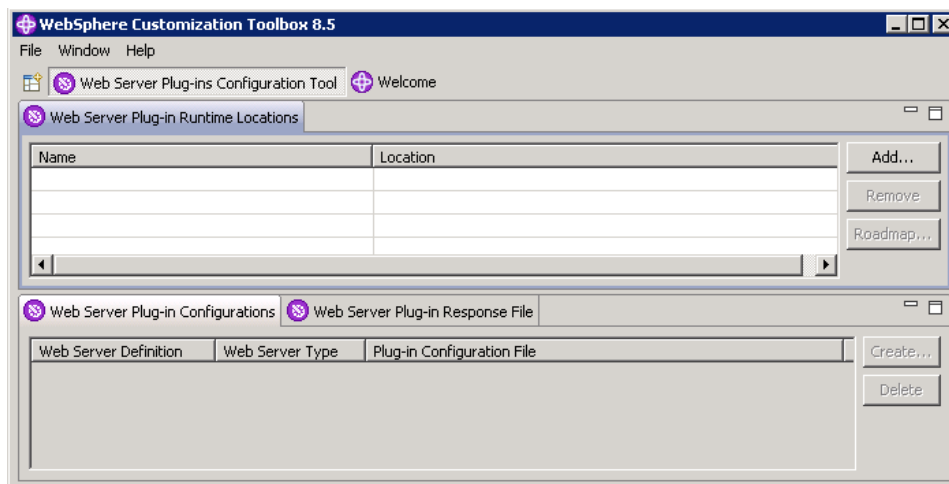 WebSphere Customization Toolbox 8.5
File Window Help
Web Server Plug-ins Configuration Tool Welcome
Web Server Plug-in Runtime Locations
Name Location Add...
Remove
Roadmap...
Web Server Plug-in Configurations Web Server Plug-in Response File
Web Server Definition Web Server Type Plug-in Configuration File Create...
Delete